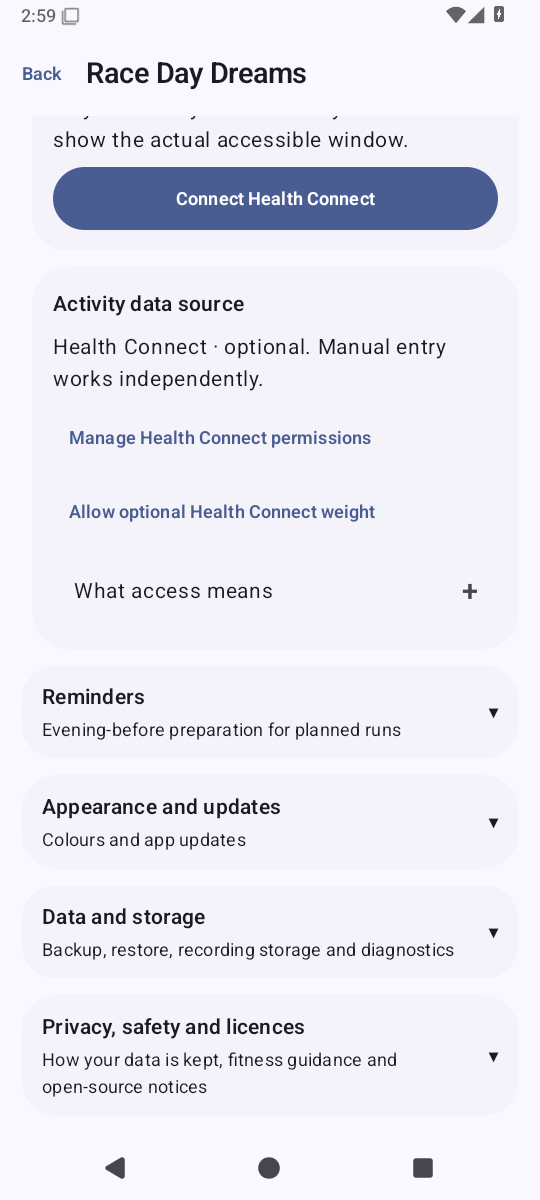 2:59
Back
Race Day Dreams
show the actual accessible window.
Connect Health Connect
Activity data source
Health Connect · optional. Manual entry
works independently.
Manage Health Connect permissions
Allow optional Health Connect weight
What access means +
Reminders
Evening-before preparation for planned runs
Appearance and updates
Colours and app updates
Data and storage
Backup, restore, recording storage and diagnostics
Privacy, safety and licences
How your data is kept, fitness guidance and
open-source notices